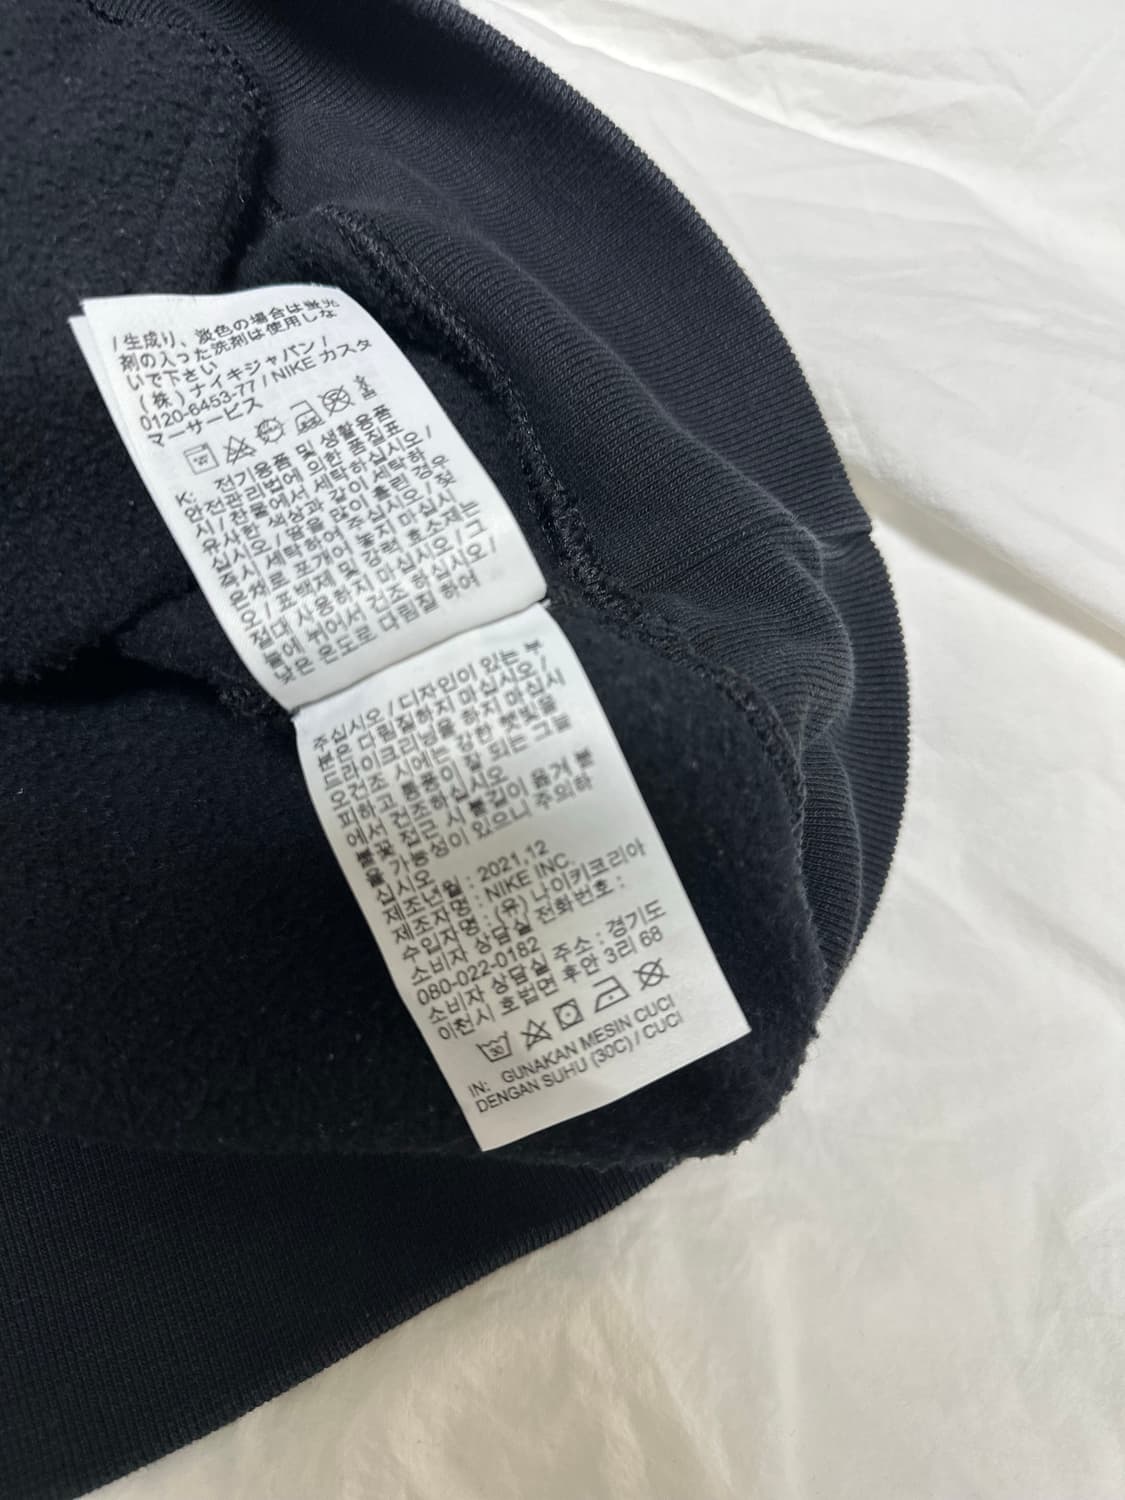 / 生成り、淡色の場合は蛍光
剤の入った洗剤は使用しな
いで下さい
(株) ナイキジャパン /
0120-6453-77 / NIKE カスタ
マーサービス
K: 전기용품 및 생활용품
안전관리법에 의한 품질표
시 / 찬물에서 세탁하십시오 /
유사한 색상과 같이 세탁하
십시오 / 땀을 많이 흘린 경우
즉시 세탁하여 주십시오 / 젖
은채로 포개어 놓지 마십시
오 / 표백제 및 강력 효소제는
절대 사용하지 마십시오 / 그
늘에 뉘어서 건조 하십시오 /
낮은 온도로 다림질 하여
주십시오 / 디자인이 있는 부
분은 다림질하지 마십시오 /
드라이크리닝을 하지 마십시
오 / 건조 시에는 강한 햇빛을
피하고 통풍이 잘 되는 그늘
에서 건조하십시오
불꽃 접근시 불길이 옮겨 붙
을 가능성이 있으니 주의하
십시오
제조년월 : 2021,12
제조자명 : NIKE INC.
수입자명 : (유) 나이키코리아
소비자 상담실 전화번호 :
080-022-0182
소비자 상담실 주소 : 경기도
이천시 호법면 후안 3리 68
30
IN: GUNAKAN MESIN CUCI
DENGAN SUHU (30C) / CUCI